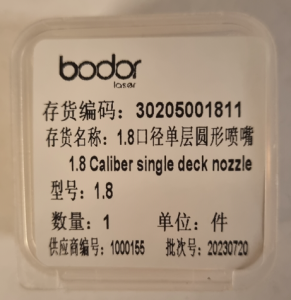 bodor
laser
存货编码：30205001811
存货名称：1.8口径单层圆形喷嘴
1.8 Caliber single deck nozzle
型号：1.8
数量：1 单位：件
供应商编号：1000155 批次号：20230720